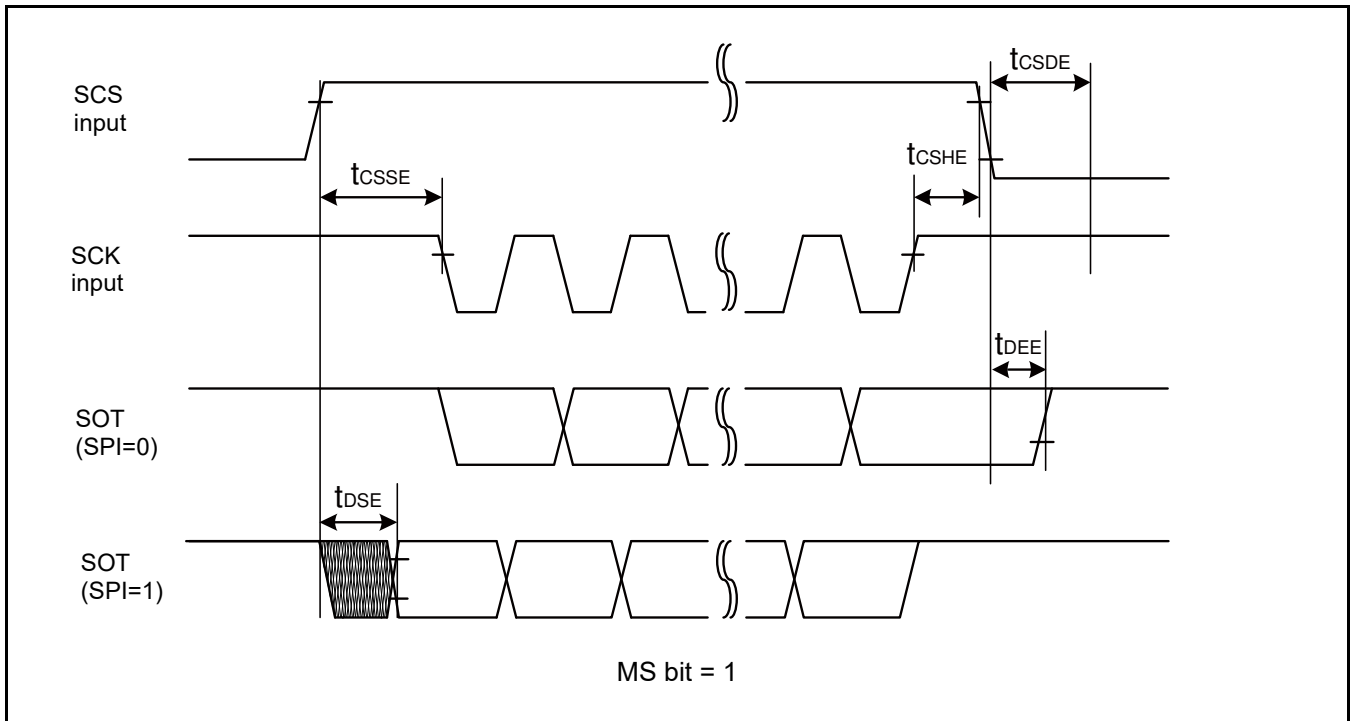 SCS
input
tCSDE
tCSHE
tCSSE
SCK
input
tDEE
SOT
(SPI=0)
tDSE
SOT
(SPI=1)
MS bit = 1